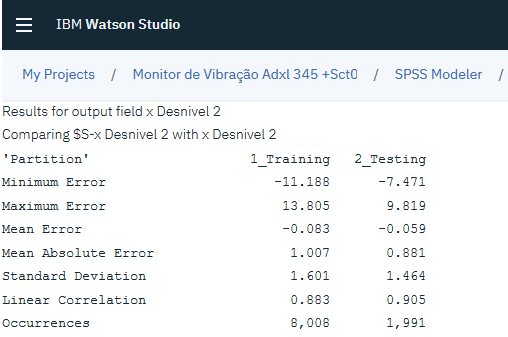 IBM Watson Studio
My Projects / Monitor de Vibração Adxl 345 +Sct0 / SPSS Modeler /
Results for output field x Desnivel 2
Comparing $S-x Desnivel 2 with x Desnivel 2
'Partition' 1_Training 2_Testing
Minimum Error -11.188 -7.471
Maximum Error 13.805 9.819
Mean Error -0.083 -0.059
Mean Absolute Error 1.007 0.881
Standard Deviation 1.601 1.464
Linear Correlation 0.883 0.905
Occurrences 8,008 1,991